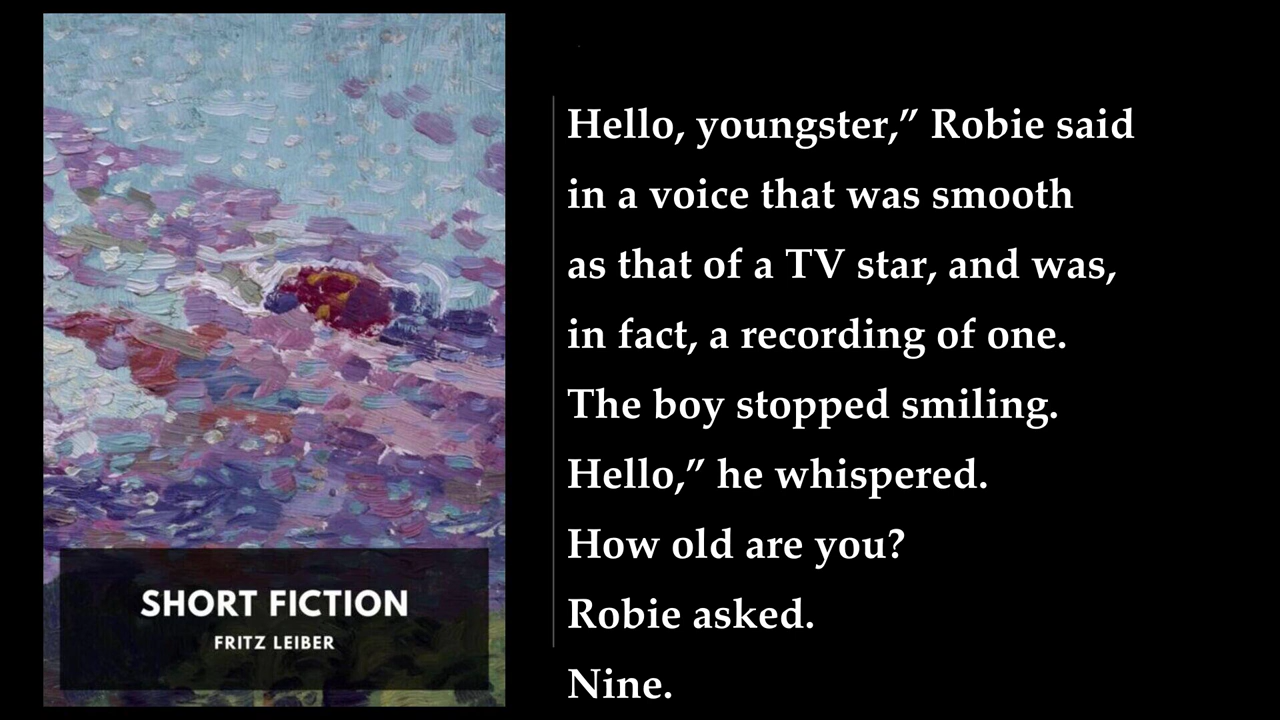 SHORT FICTION
FRITZ LEIBER
Hello, youngster,” Robie said
in a voice that was smooth
as that of a TV star, and was,
in fact, a recording of one.
The boy stopped smiling.
Hello,” he whispered.
How old are you?
Robie asked.
Nine.